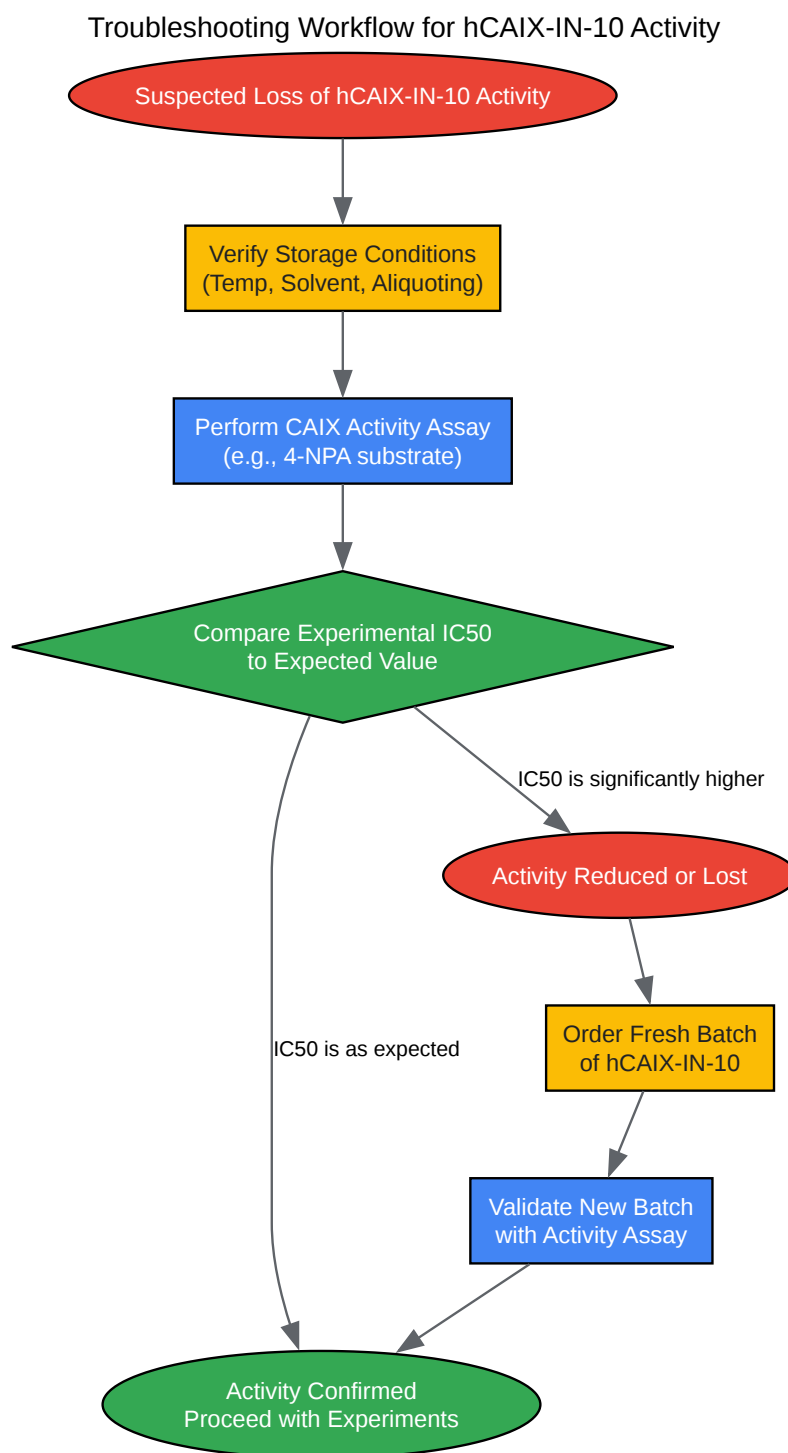 Troubleshooting Workflow for hCAIX-IN-10 Activity
Suspected Loss of hCAIX-IN-10 Activity
Verify Storage Conditions
(Temp, Solvent, Aliquoting)
Perform CAIX Activity Assay
(e.g., 4-NPA substrate)
Compare Experimental IC50
to Expected Value
IC50 is significantly higher
Activity Reduced or Lost
Order Fresh Batch
of hCAIX-IN-10
IC50 is as expected
Validate New Batch
with Activity Assay
Activity Confirmed
Proceed with Experiments